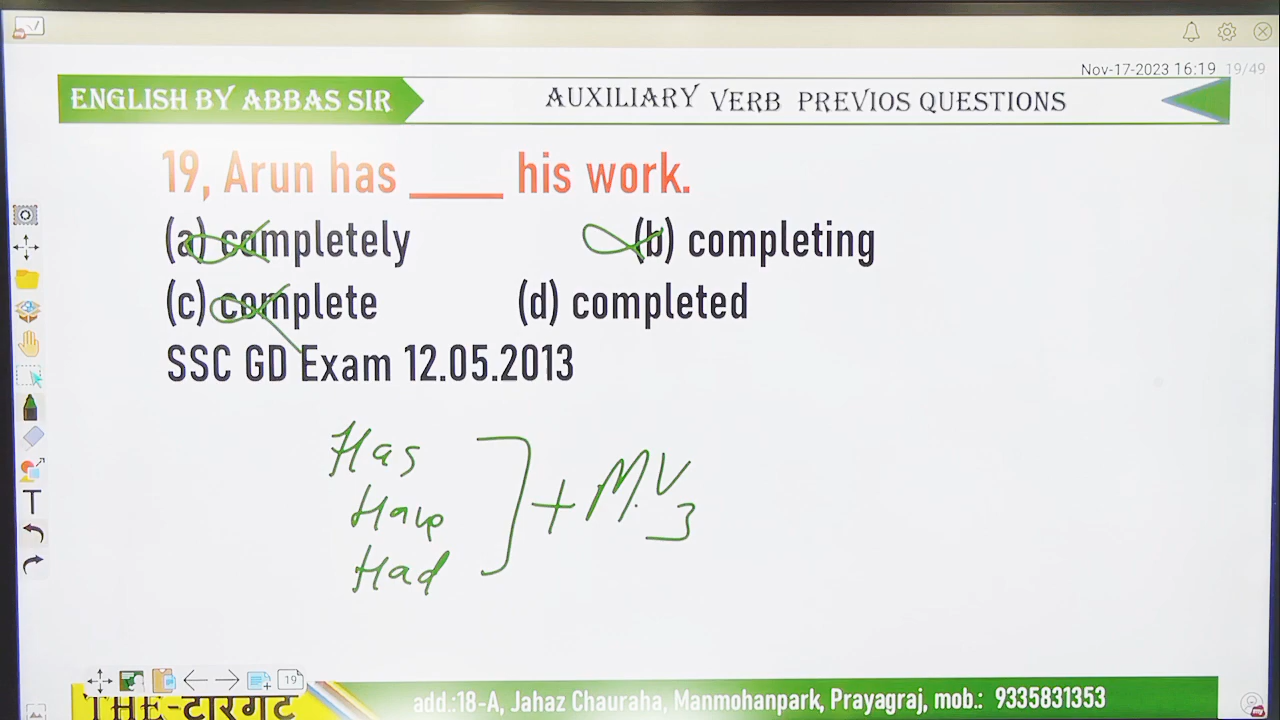 Nov-17-2023 16:19 19/49
ENGLISH BY ABBAS SIR
AUXILIARY VERB PREVIOS QUESTIONS
19, Arun has ____ his work.
(a) completely (b) completing
(c) complete (d) completed
SSC GD Exam 12.05.2013
Has
Have
Had
+ M.V3
T
19
THE-टारगेट
add.:18-A, Jahaz Chauraha, Manmohanpark, Prayagraj, mob.: 9335831353